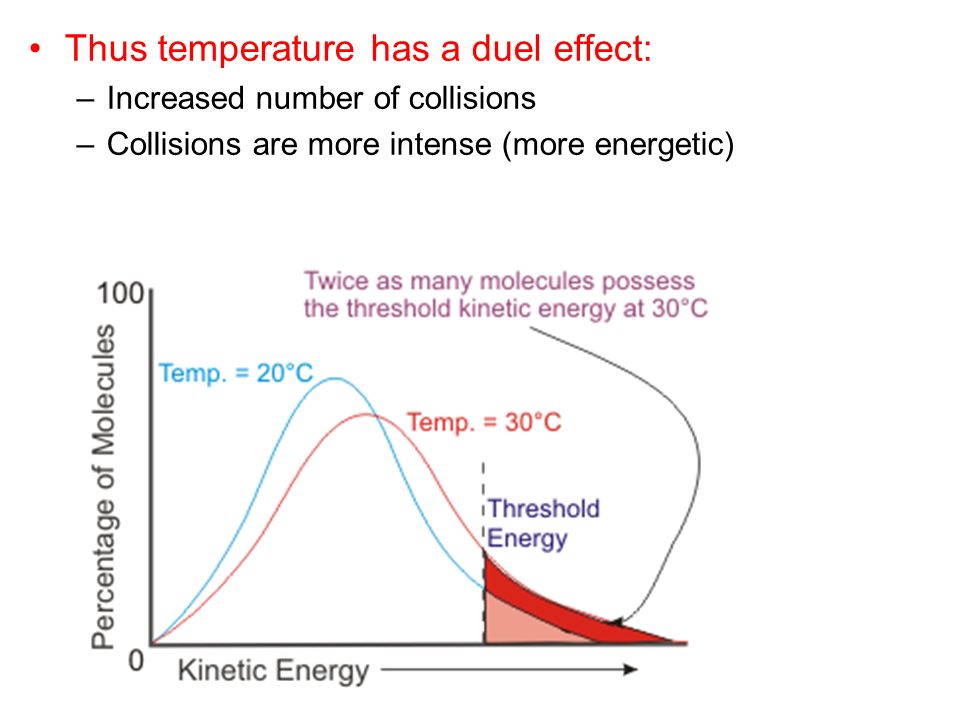 • Thus temperature has a duel effect:
– Increased number of collisions
– Collisions are more intense (more energetic)
Twice as many molecules possess
the threshold kinetic energy at 30°C
100
Temp. = 20°C
Temp. = 30°C
Percentage of Molecules
Threshold
Energy
0
Kinetic Energy